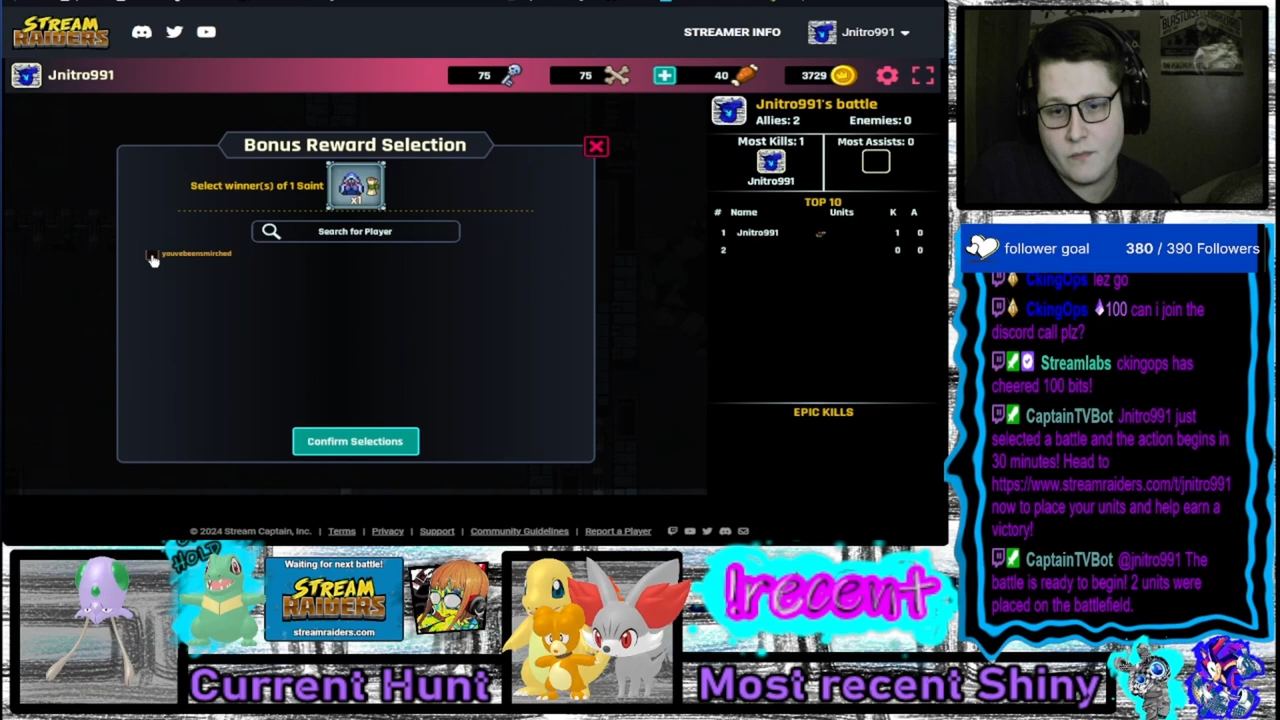 STREAM
RAIDERS
STREAMER INFO
Jnitro991
Jnitro991
75
75
40
3729
Jnitro991's battle
Allies: 2
Enemies: 0
Bonus Reward Selection
Select winner(s) of 1 Saint
x1
Search for Player
youvebeensmirched
Confirm Selections
Most Kills: 1
Jnitro991
Most Assists: 0
TOP 10
# Name Units K A
1 Jnitro991 1 0
2 0 0
EPIC KILLS
© 2024 Stream Captain, Inc. | Terms | Privacy | Support | Community Guidelines | Report a Player
follower goal 380 / 390 Followers
CkingOps lez go
CkingOps 100 can i join the
discord call plz?
Streamlabs ckingops has
cheered 100 bits!
CaptainTVBot Jnitro991 just
selected a battle and the action begins in
30 minutes! Head to
https://www.streamraiders.com/t/jnitro991
now to place your units and help earn a
victory!
CaptainTVBot @jnitro991 The
battle is ready to begin! 2 units were
placed on the battlefield.
HOLD
Waiting for next battle!
STREAM
RAIDERS
streamraiders.com
!recent
Current Hunt
Most recent Shiny